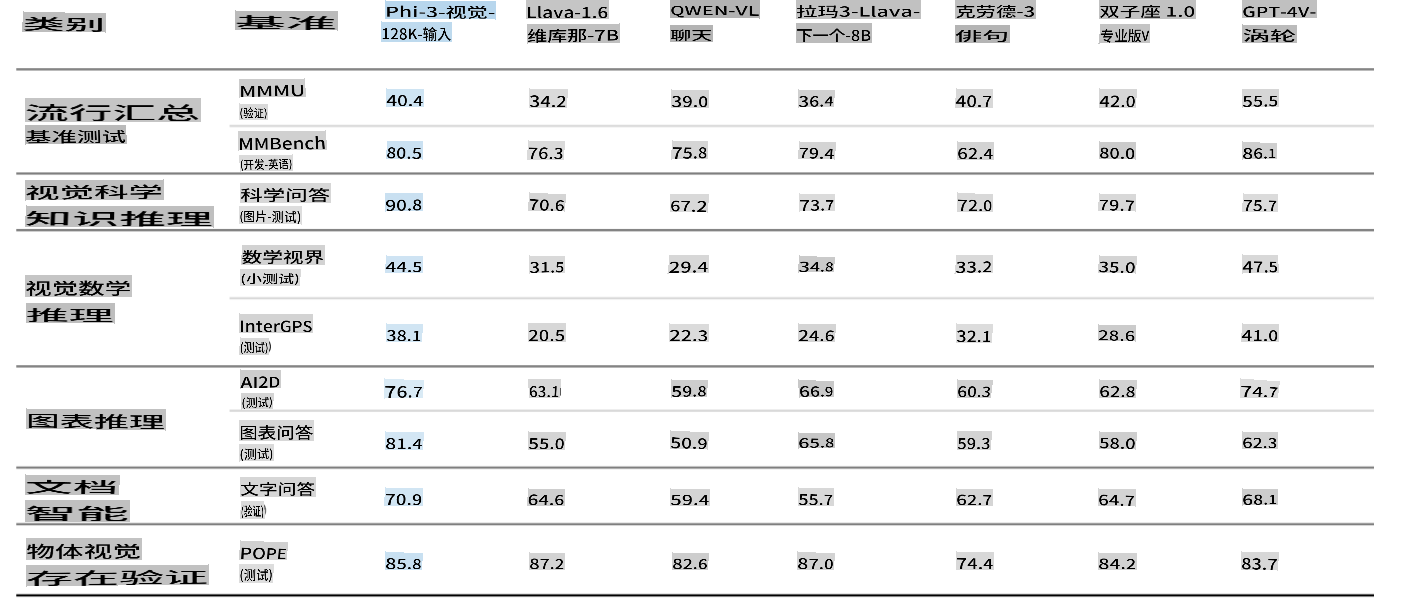 类别 基准 Phi-3-视觉- Llava-1.6 QWEN-VL 拉玛3-Llava- 克劳德-3 双子座 1.0 GPT-4V-
128K-输入 维库那-7B 聊天 下一个-8B 俳句 专业版V 涡轮
流行汇总
基准测试
MMMU 40.4 34.2 39.0 36.4 40.7 42.0 55.5
(验证)
MMBench 80.5 76.3 75.8 79.4 62.4 80.0 86.1
(开发-英语)
视觉科学
知识推理
科学问答 90.8 70.6 67.2 73.7 72.0 79.7 75.7
(图片-测试)
视觉数学
推理
数学视界 44.5 31.5 29.4 34.8 33.2 35.0 47.5
(小测试)
InterGPS 38.1 20.5 22.3 24.6 32.1 28.6 41.0
(测试)
图表推理
AI2D 76.7 63.1 59.8 66.9 60.3 62.8 74.7
(测试)
图表问答 81.4 55.0 50.9 65.8 59.3 58.0 62.3
(测试)
文档
智能
文字问答 70.9 64.6 59.4 55.7 62.7 64.7 68.1
(验证)
物体视觉
存在验证
POPE 85.8 87.2 82.6 87.0 74.4 84.2 83.7
(测试)